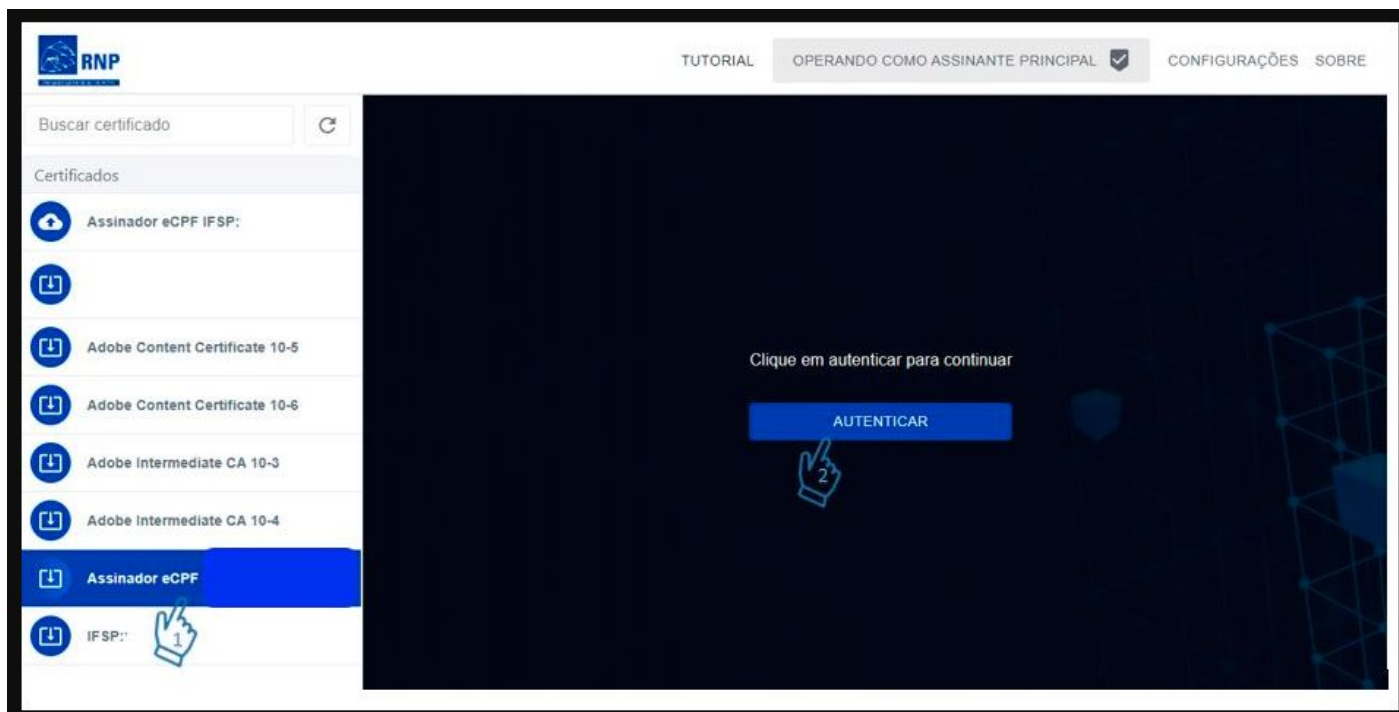 RNP
TUTORIAL
OPERANDO COMO ASSINANTE PRINCIPAL
CONFIGURAÇÕES
SOBRE
Buscar certificado
Certificados
Assinador eCPF IFSP:
Adobe Content Certificate 10-5
Adobe Content Certificate 10-6
Adobe Intermediate CA 10-3
Adobe Intermediate CA 10-4
Assinador eCPF
1
IFSP:
Clique em autenticar para continuar
AUTENTICAR
2